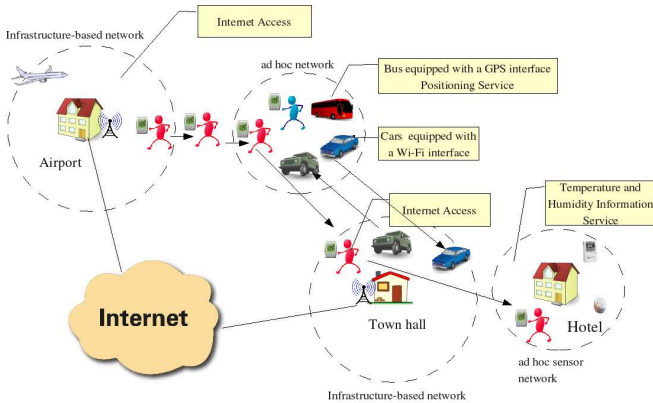 Internet Access
Infrastructure-based network
ad hoc network
Bus equipped with a GPS interface
Positioning Service
Cars equipped with
a Wi-Fi interface
Airport
Temperature and
Humidity Information
Service
Internet Access
Internet
Town hall
Hotel
ad hoc sensor
network
Infrastructure-based network